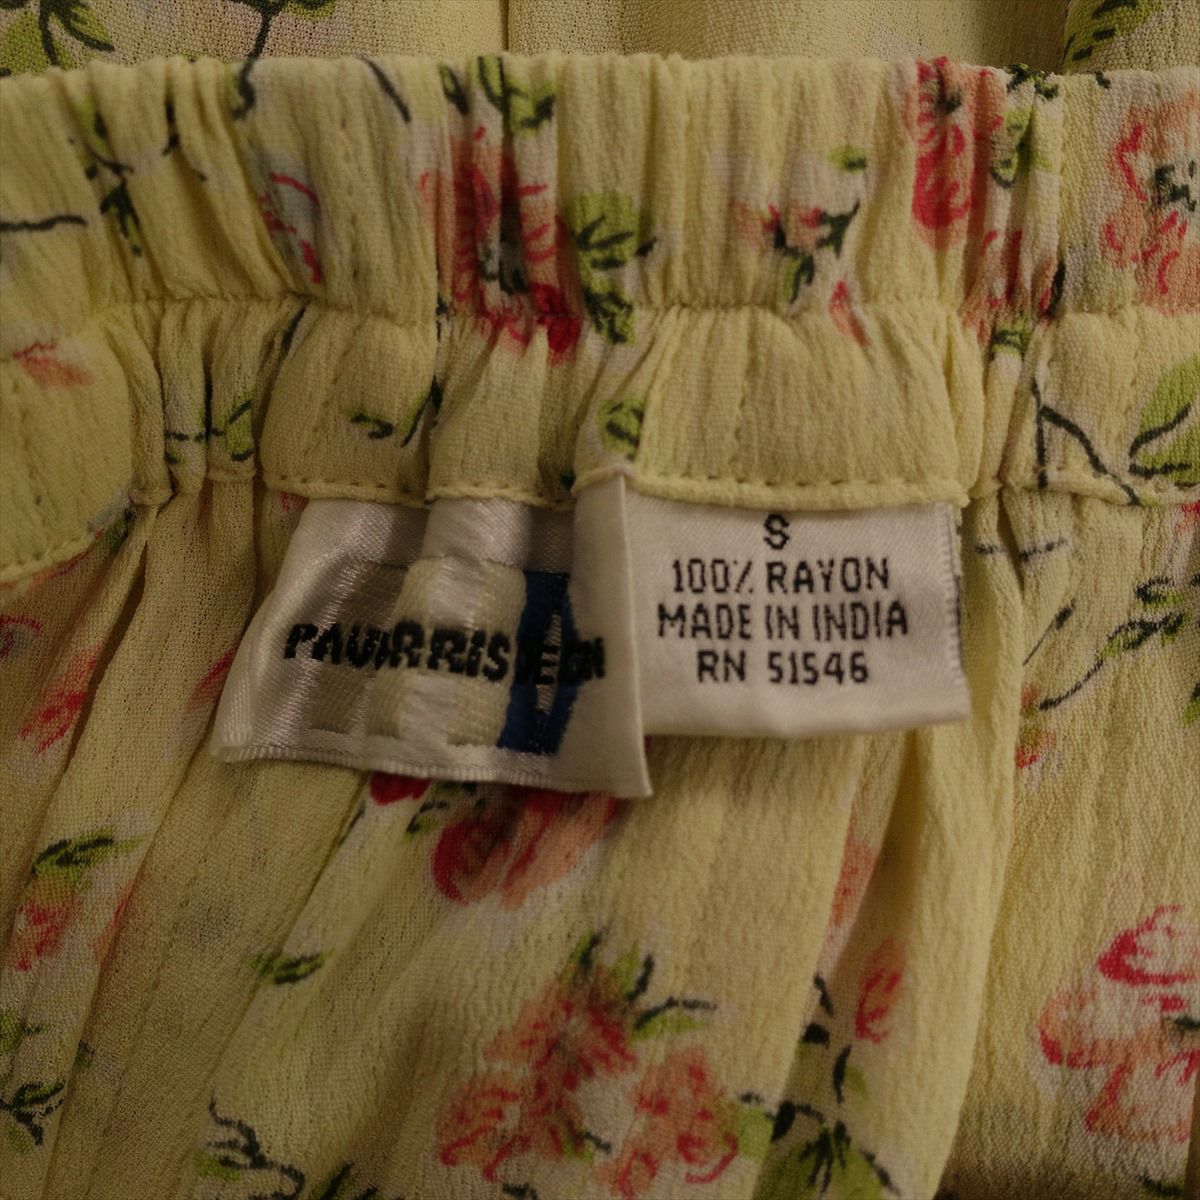 S
100% RAYON
MADE IN INDIA
RN 51546